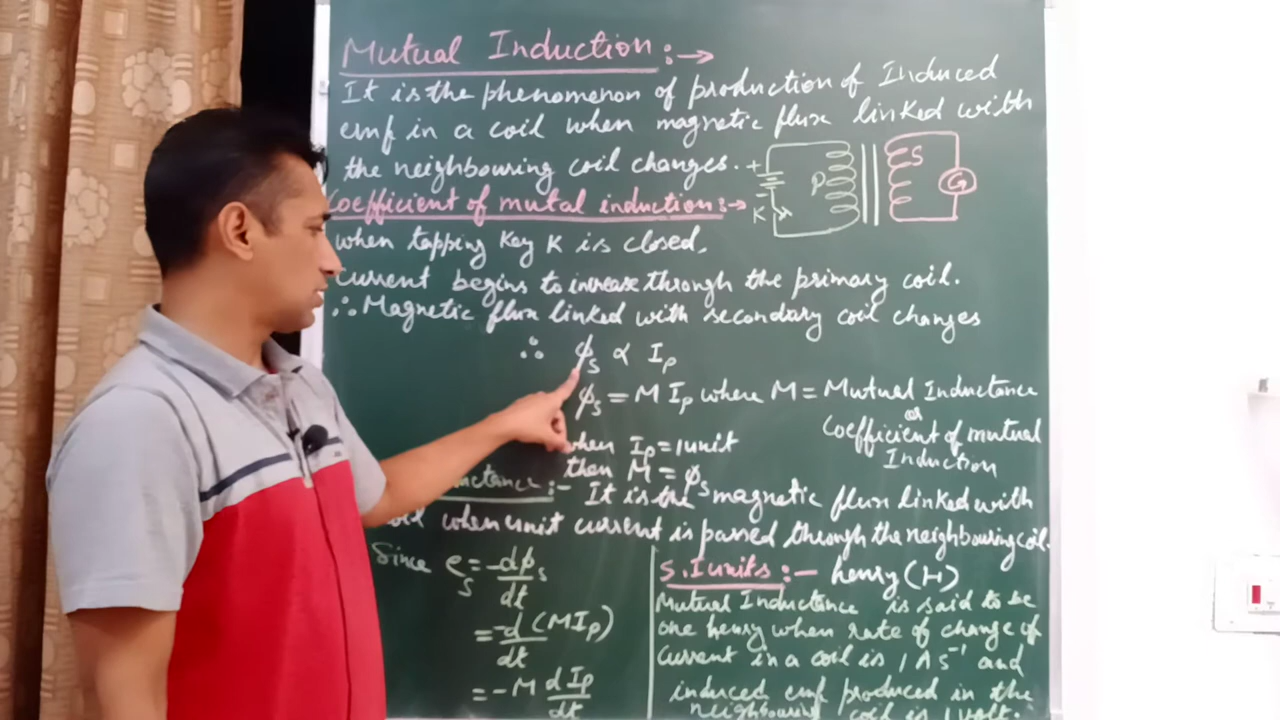 Mutual Induction :→
It is the phenomenon of production of Induced
emf in a coil when magnetic flux linked with
the neighbouring coil changes.
+
-
K
P
S
G
Coefficient of mutal induction:→
when tapping Key K is closed,
Current begins to increase through the primary coil.
∴ Magnetic flux linked with secondary coil changes
∴ ϕs ∝ Ip
ϕs = M Ip where M = Mutual Inductance
or
Coefficient of mutual
Induction
when Ip = 1 unit
then M = ϕs
:- It is the magnetic flux linked with
when unit current is passed through the neighbouring coil.
Since es = -dϕs/dt
= -d/dt (MIp)
= -M dIp/dt
S.I units :- henry (H)
Mutual Inductance is said to be
one henry when rate of change of
Current in a coil is 1 A s⁻¹ and
induced emf produced in the
neighbouring coil is 1 volt.